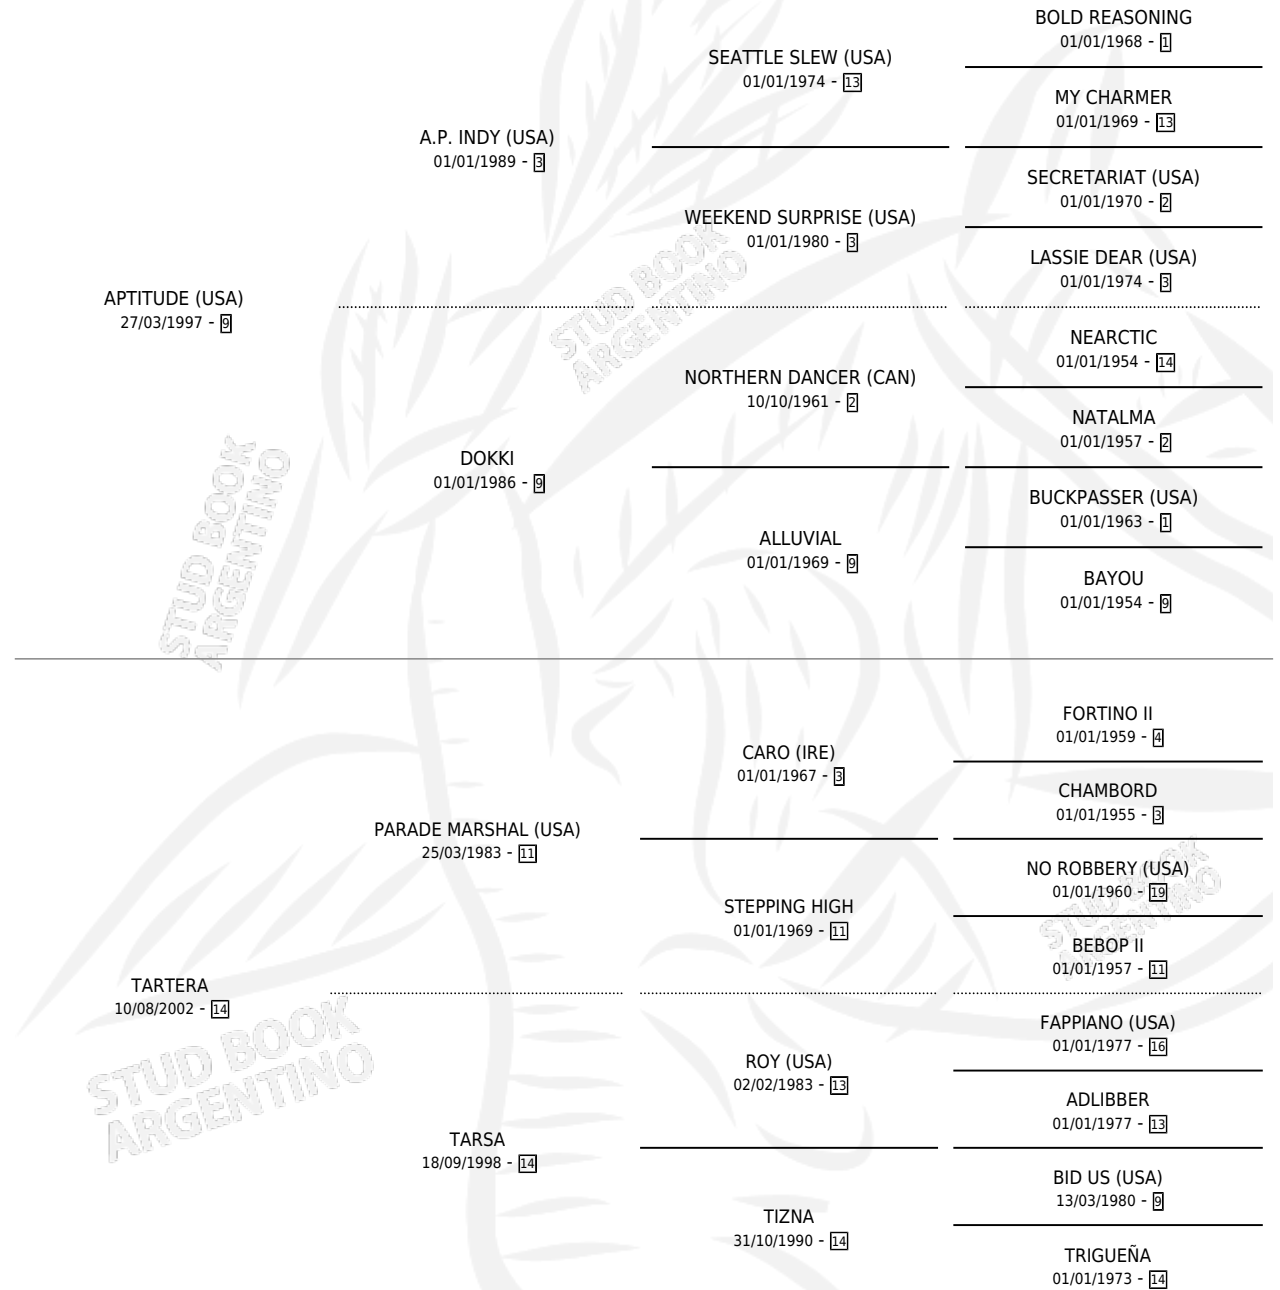 BOLD REASONING
01/01/1968 - 1
SEATTLE SLEW (USA)
01/01/1974 - 13
MY CHARMER
01/01/1969 - 13
A.P. INDY (USA)
01/01/1989 - 3
SECRETARIAT (USA)
01/01/1970 - 2
WEEKEND SURPRISE (USA)
01/01/1980 - 3
LASSIE DEAR (USA)
01/01/1974 - 3
STUD BOOK
ARGENTINO
APTITUDE (USA)
27/03/1997 - 9
NEARCTIC
01/01/1954 - 14
NORTHERN DANCER (CAN)
10/10/1961 - 2
NATALMA
01/01/1957 - 2
DOKKI
01/01/1986 - 9
BUCKPASSER (USA)
01/01/1963 - 1
ALLUVIAL
01/01/1969 - 9
BAYOU
01/01/1954 - 9
STUD BOOK
ARGENTINO
FORTINO II
01/01/1959 - 4
CARO (IRE)
01/01/1967 - 3
CHAMBORD
01/01/1955 - 3
PARADE MARSHAL (USA)
25/03/1983 - 11
NO ROBBERY (USA)
01/01/1960 - 19
STEPPING HIGH
01/01/1969 - 11
BEBOP II
01/01/1957 - 11
STUD BOOK
ARGENTINO
TARTERA
10/08/2002 - 14
FAPPIANO (USA)
01/01/1977 - 16
ROY (USA)
02/02/1983 - 13
ADLIBBER
01/01/1977 - 13
STUD BOOK
ARGENTINO
TARSA
18/09/1998 - 14
BID US (USA)
13/03/1980 - 9
TIZNA
31/10/1990 - 14
TRIGUEÑA
01/01/1973 - 14